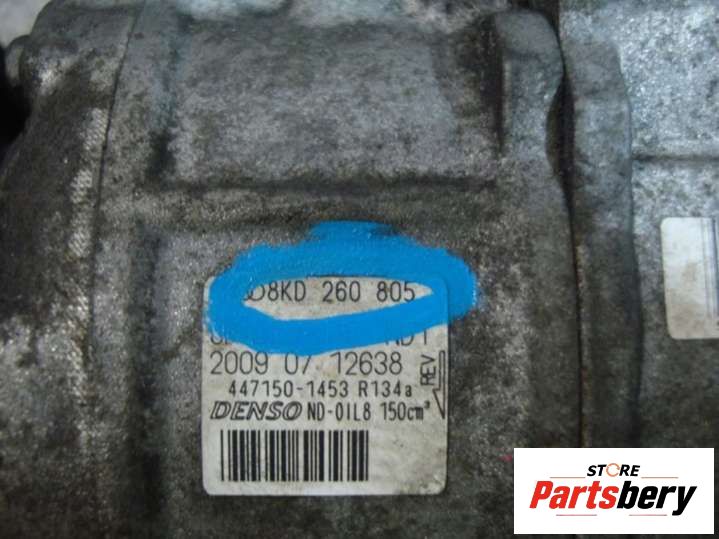 8KD 260 805
2009 07 12638
REV
447150-1453 R134a
DENSO ND-OIL8 150cm³
STORE
Partsbery